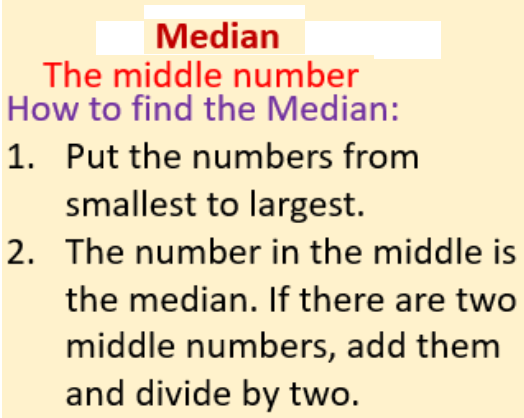 Median
The middle number
How to find the Median:
1. Put the numbers from
smallest to largest.
2. The number in the middle is
the median. If there are two
middle numbers, add them
and divide by two.